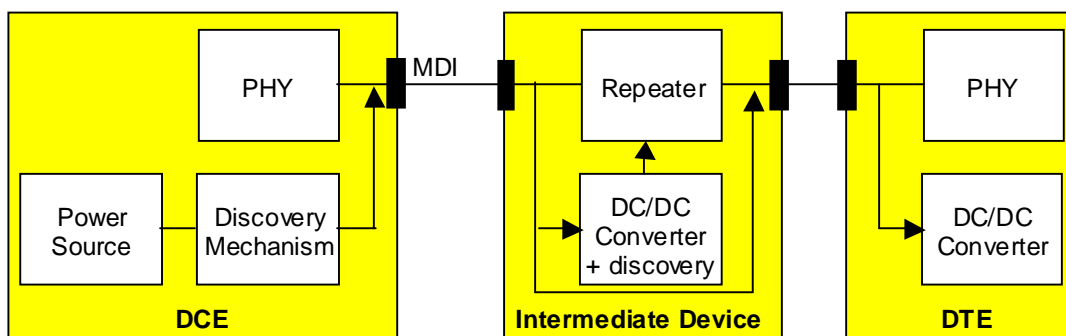 MDI
PHY
Repeater
PHY
Power
Source
Discovery
Mechanism
DC/DC
Converter
+ discovery
DC/DC
Converter
DCE
Intermediate Device
DTE